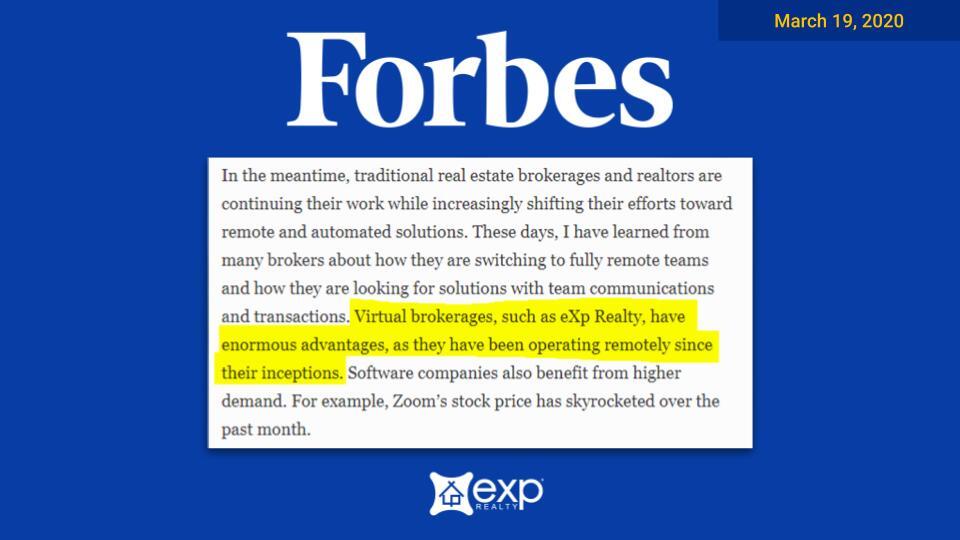 March 19, 2020
Forbes
In the meantime, traditional real estate brokerages and realtors are
continuing their work while increasingly shifting their efforts toward
remote and automated solutions. These days, I have learned from
many brokers about how they are switching to fully remote teams
and how they are looking for solutions with team communications
and transactions. Virtual brokerages, such as eXp Realty, have
enormous advantages, as they have been operating remotely since
their inceptions. Software companies also benefit from higher
demand. For example, Zoom’s stock price has skyrocketed over the
past month.
exp
REALTY